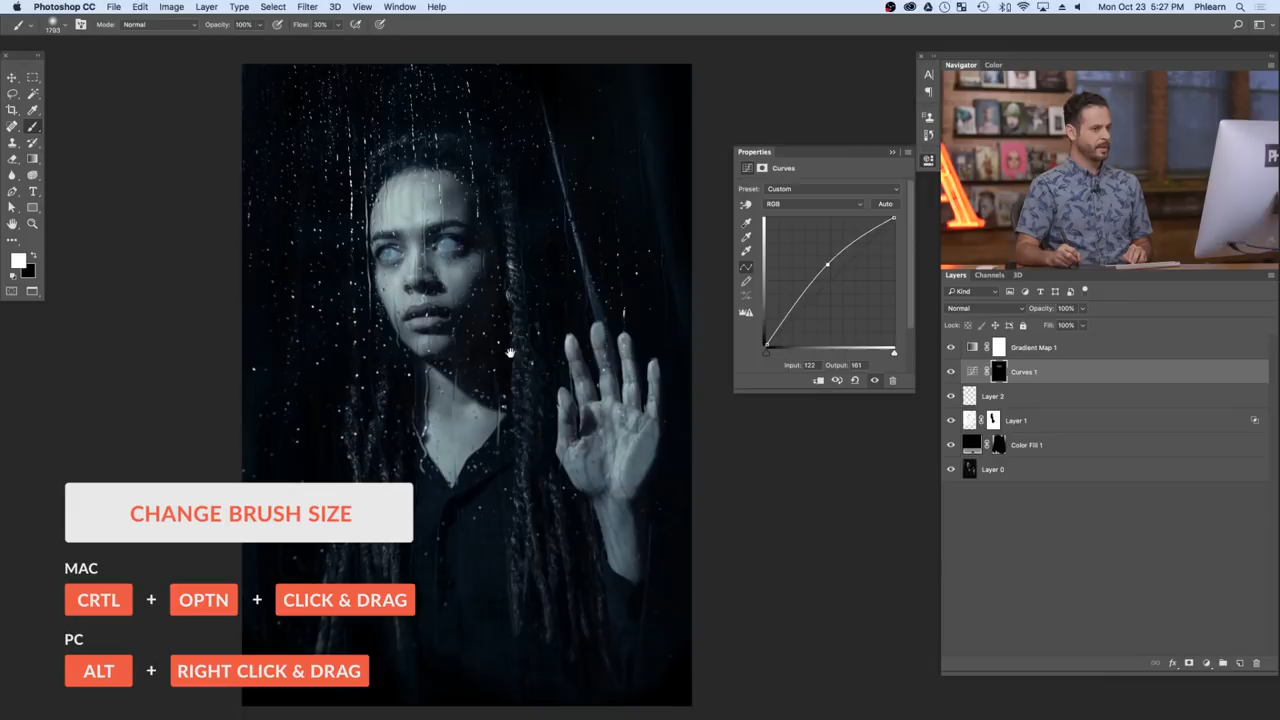 Photoshop CC File Edit Image Layer Type Select Filter 3D View Window Help Mon Oct 23 5:27 PM Phlearn
1793 Mode: Normal Opacity: 100% Flow: 30%
Navigator Color
Properties
Curves
Preset: Custom
RGB Auto
Input: 122 Output: 161
Layers Channels 3D
Kind
Normal Opacity: 100%
Lock: Fill: 100%
Gradient Map 1
Curves 1
Layer 2
Layer 1
Color Fill 1
Layer 0
CHANGE BRUSH SIZE
MAC
CRTL + OPTN + CLICK & DRAG
PC
ALT + RIGHT CLICK & DRAG